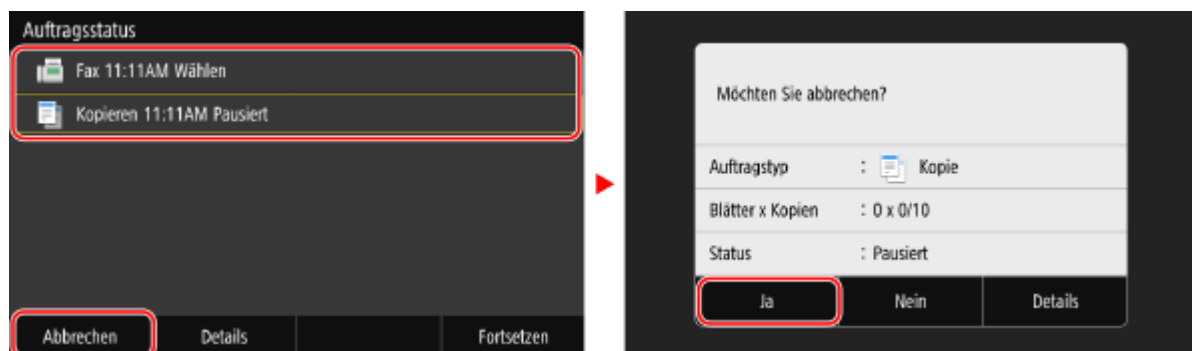 Auftragsstatus
Fax 11:11AM Wählen
Kopieren 11:11AM Pausiert
Abbrechen Details Fortsetzen
Möchten Sie abbrechen?
Auftragstyp : Kopie
Blätter x Kopien : 0 x 0/10
Status : Pausiert
Ja Nein Details